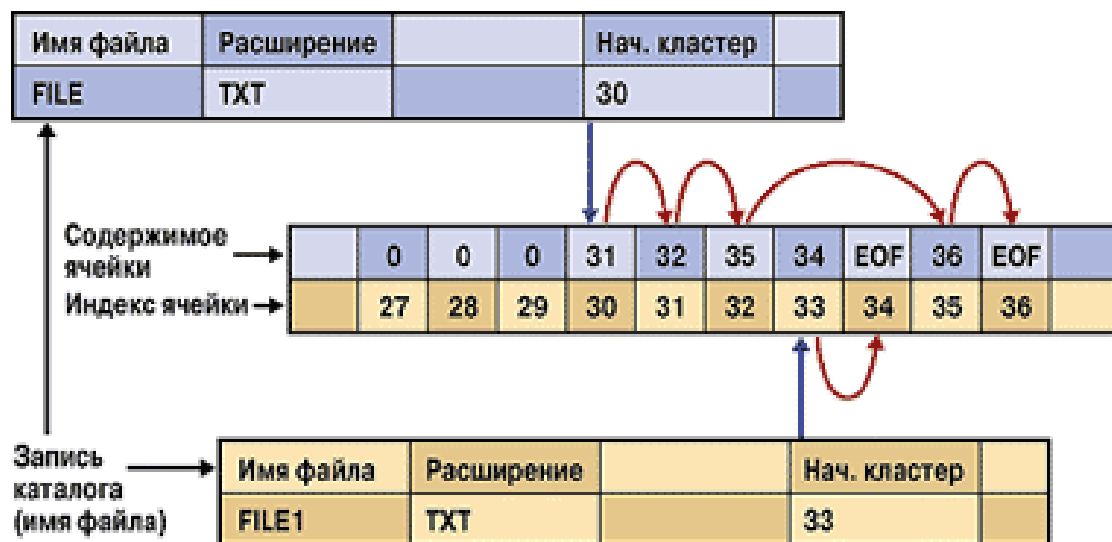 Имя файла Расширение Нач. кластер
FILE TXT 30
Содержимое
ячейки
0 0 0 31 32 35 34 EOF 36 EOF
Индекс ячейки
27 28 29 30 31 32 33 34 35 36
Запись
каталога
(имя файла)
Имя файла Расширение Нач. кластер
FILE1 TXT 33